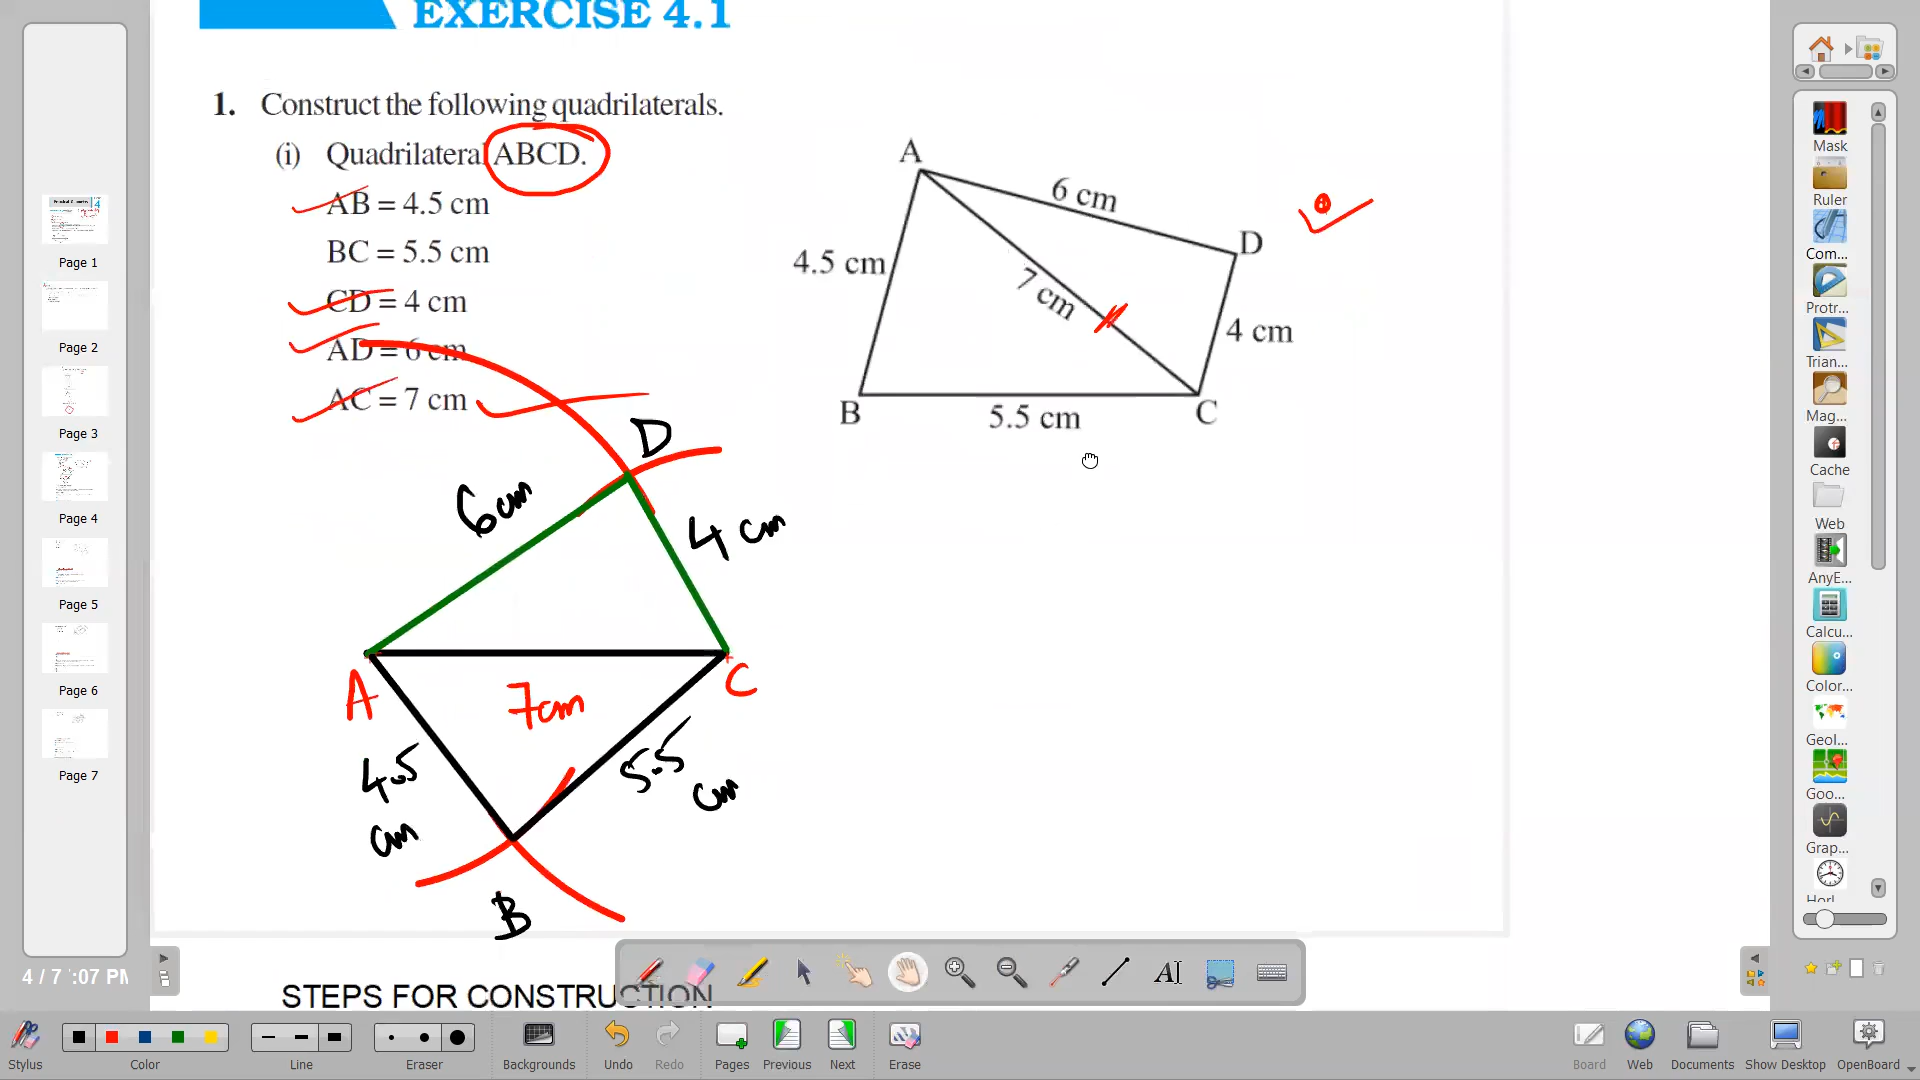 EXERCISE 4.1
1. Construct the following quadrilaterals.
(i) Quadrilateral ABCD.
AB = 4.5 cm
BC = 5.5 cm
CD = 4 cm
AD = 6 cm
AC = 7 cm
A
6 cm
D
4.5 cm
7 cm
4 cm
B
5.5 cm
C
D
6cm
4 cm
A
7cm
C
4.5
cm
5.5
cm
B
STEPS FOR CONSTRUCTION
Page 1
Page 2
Page 3
Page 4
Page 5
Page 6
Page 7
4 / 7
Mask
Ruler
Com...
Protr...
Trian...
Mag...
Cache
Web
AnyE...
Calcu...
Color...
Geol...
Goo...
Grap...
Horl
Stylus
Color
Line
Eraser
Backgrounds
Undo
Redo
Pages
Previous
Next
Erase
Board
Web
Documents
Show Desktop
OpenBoard